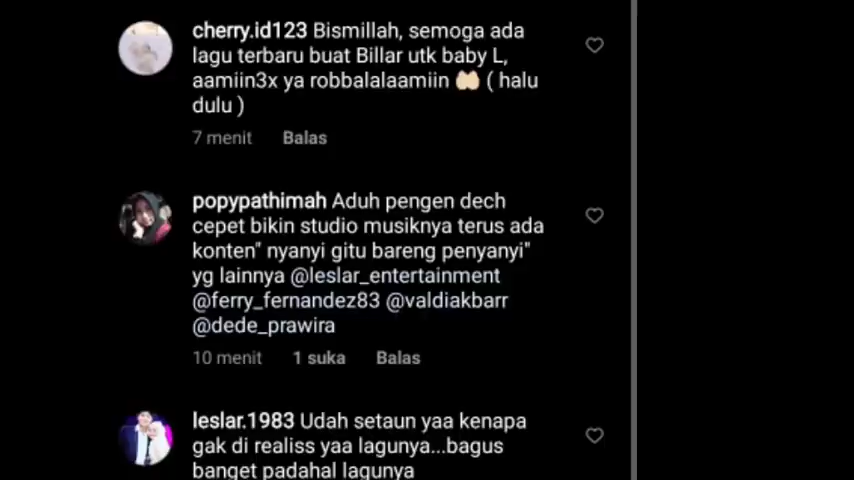 cherry.id123 Bismillah, semoga ada
lagu terbaru buat Billar utk baby L,
aamiin3x ya robbalalaamiin 🤲🏻 ( halu
dulu )
7 menit Balas
popypathimah Aduh pengen dech
cepet bikin studio musiknya terus ada
konten" nyanyi gitu bareng penyanyi"
yg lainnya @leslar_entertainment
@ferry_fernandez83 @valdiakbarr
@dede_prawira
10 menit 1 suka Balas
leslar.1983 Udah setaun yaa kenapa
gak di realiss yaa lagunya...bagus
banget padahal lagunya